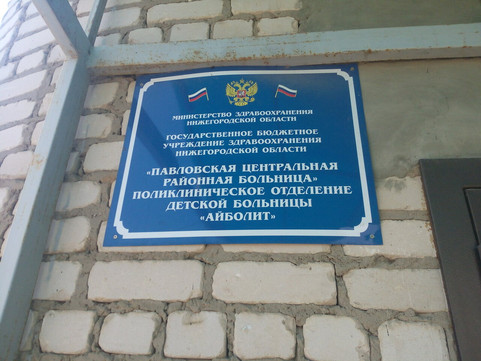 МИНИСТЕРСТВО ЗДРАВООХРАНЕНИЯ
НИЖЕГОРОДСКОЙ ОБЛАСТИ
ГОСУДАРСТВЕННОЕ БЮДЖЕТНОЕ
УЧРЕЖДЕНИЕ ЗДРАВООХРАНЕНИЯ
НИЖЕГОРОДСКОЙ ОБЛАСТИ
«ПАВЛОВСКАЯ ЦЕНТРАЛЬНАЯ
РАЙОННАЯ БОЛЬНИЦА»
ПОЛИКЛИНИЧЕСКОЕ ОТДЕЛЕНИЕ
ДЕТСКОЙ БОЛЬНИЦЫ
«АЙБОЛИТ»